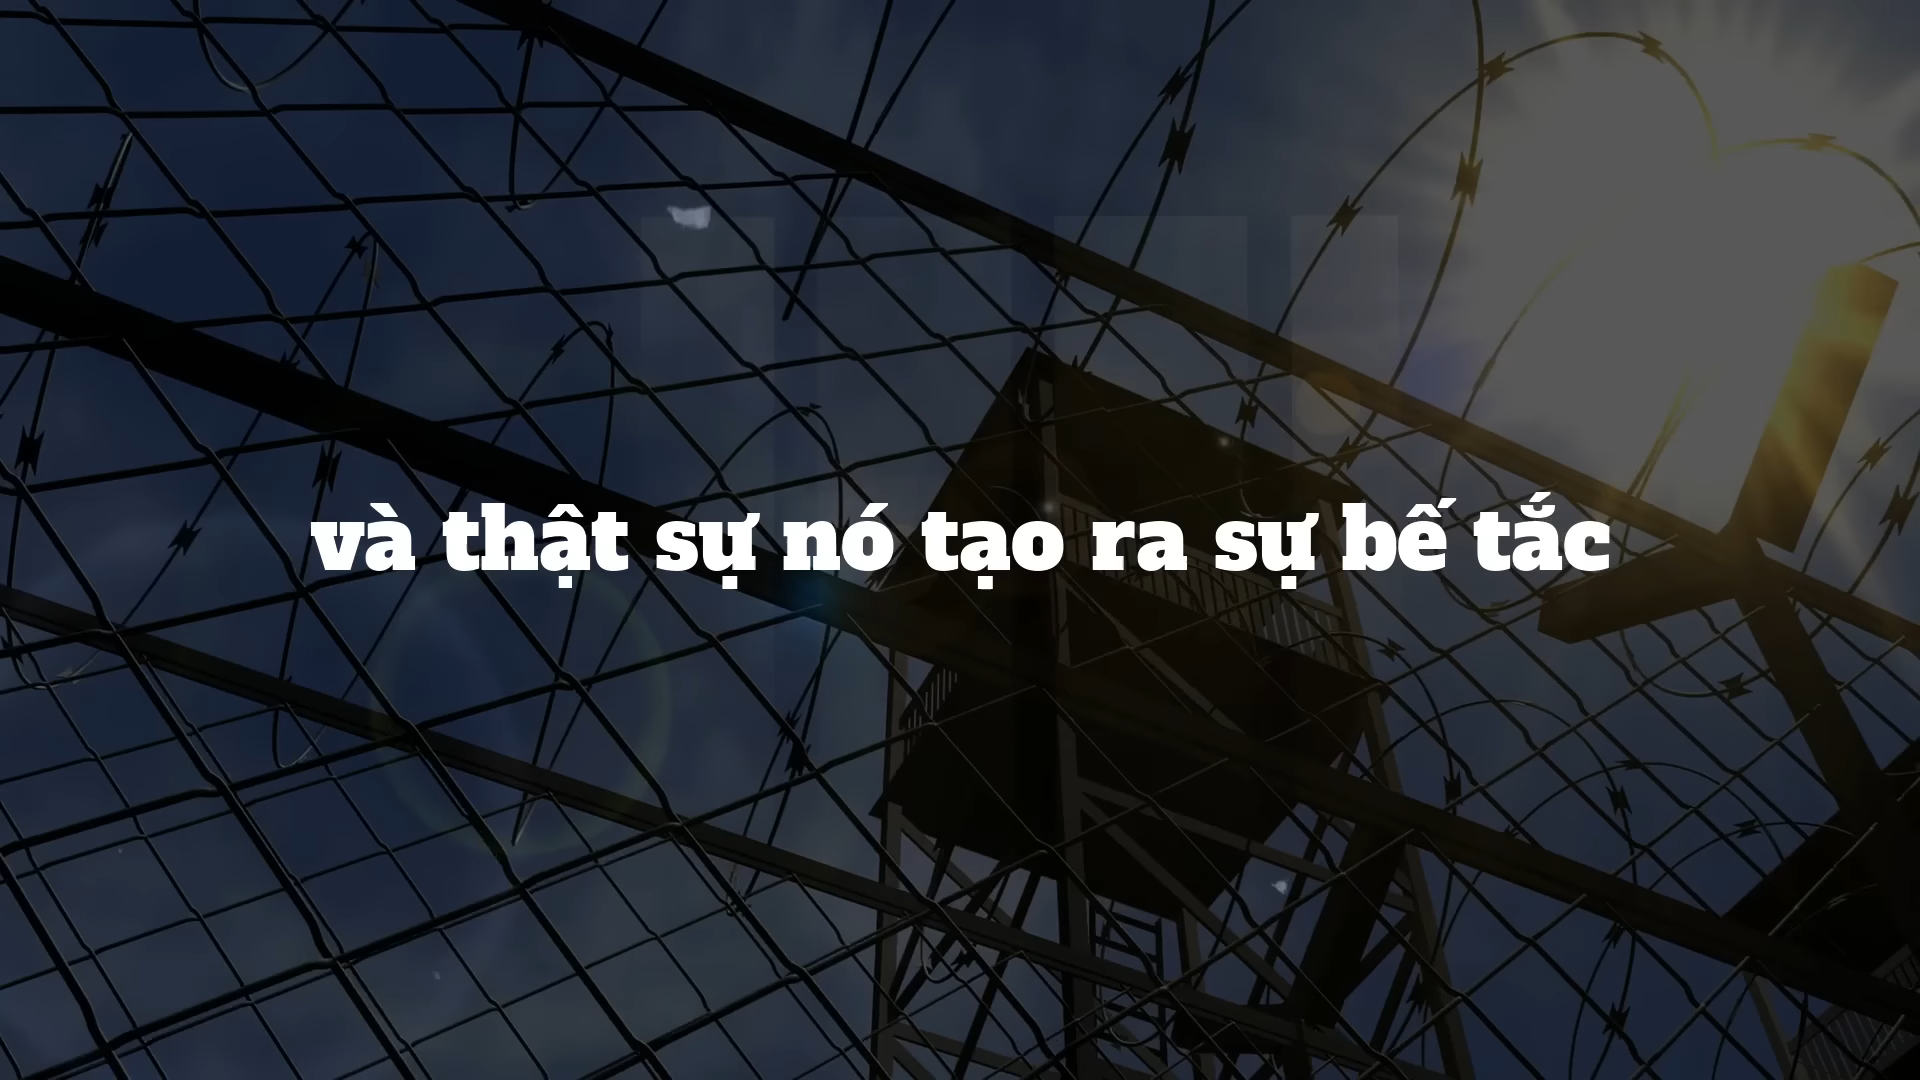 và thật sự nó tạo ra sự bế tắc